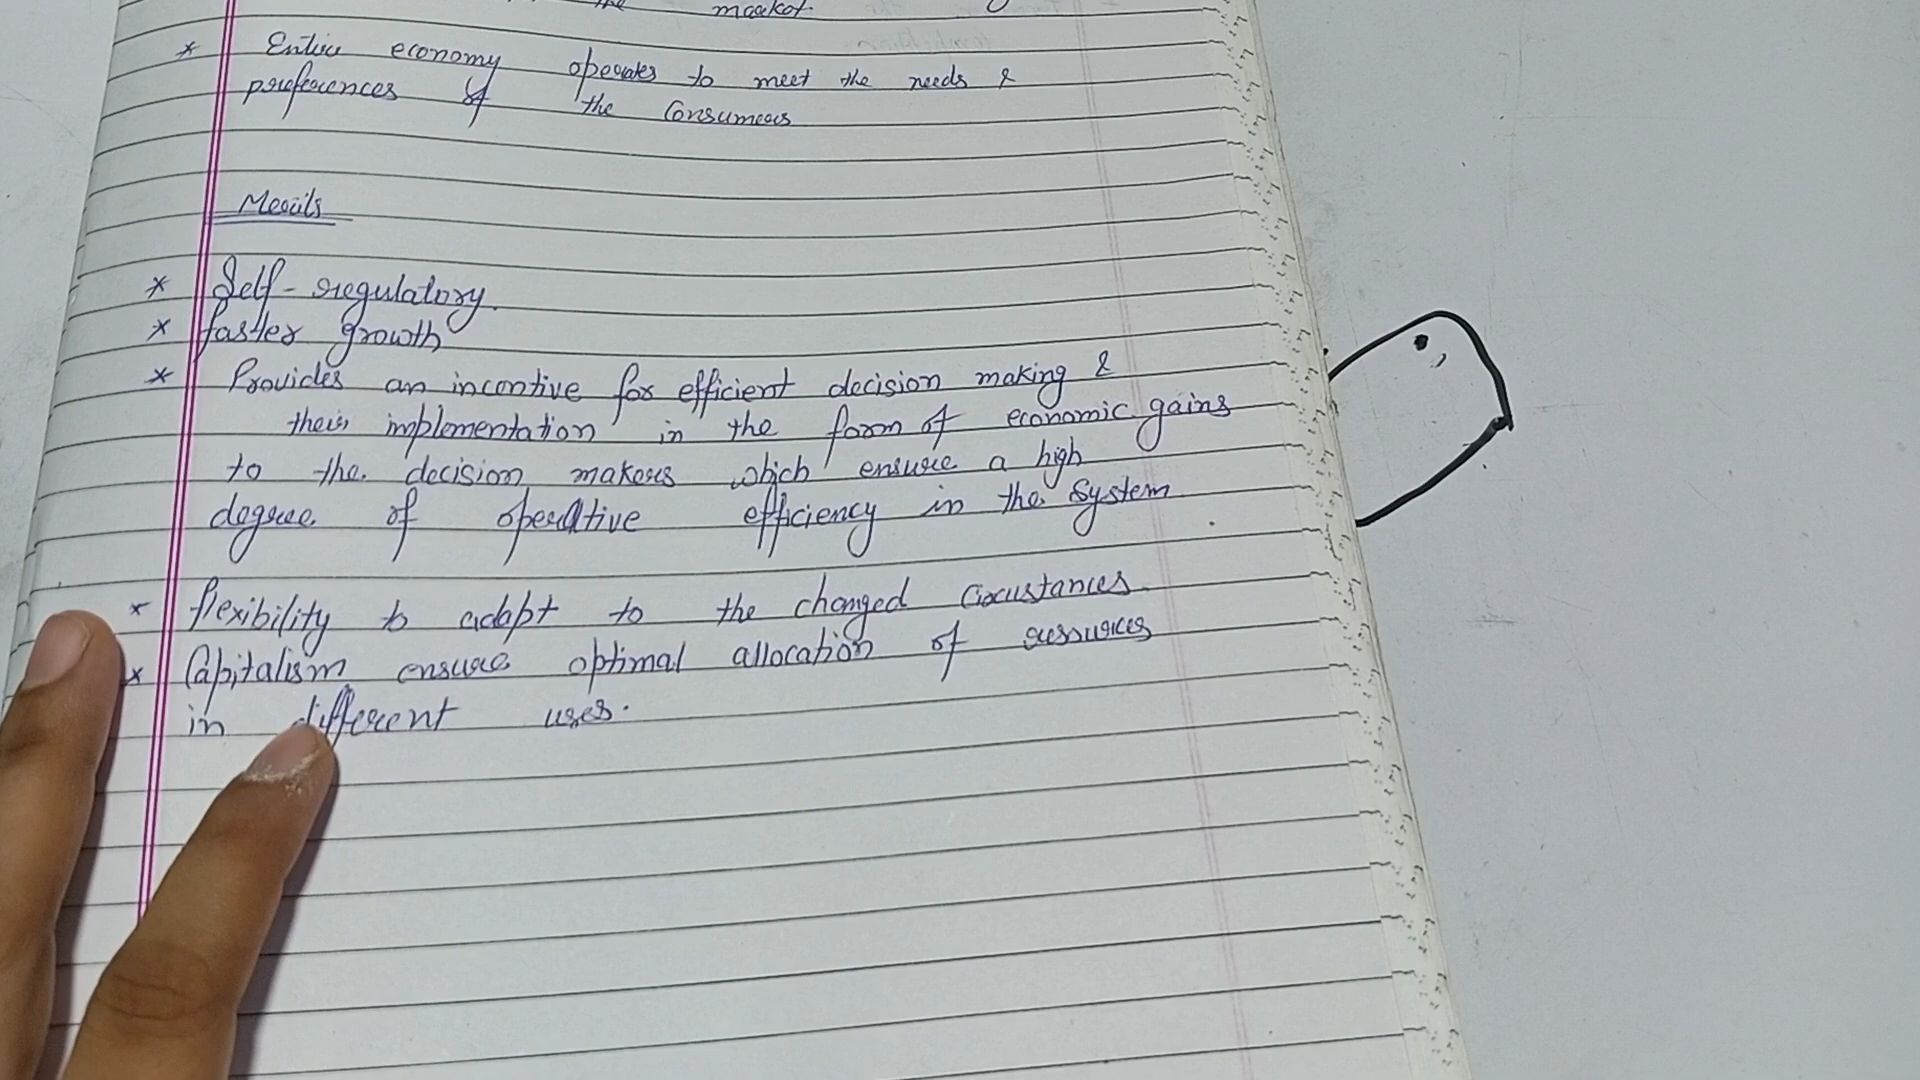 the market
* Entire economy operates to meet the needs &
preferences of the Consumers
Merits
* Self-regulatory.
* faster growth
* Provides an incentive for efficient decision making &
their implementation in the form of economic gains
to the decision makers which ensure a high
degree of operative efficiency in the system
* flexibility to adapt to the changed Circustances.
* Capitalism ensure optimal allocation of resources
in different uses.